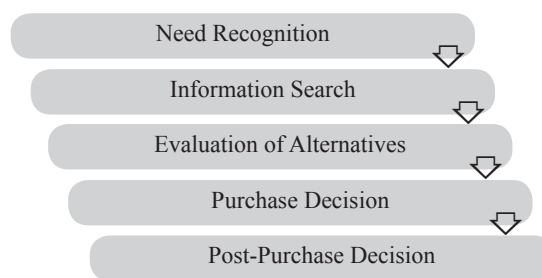 Need Recognition
Information Search
Evaluation of Alternatives
Purchase Decision
Post-Purchase Decision